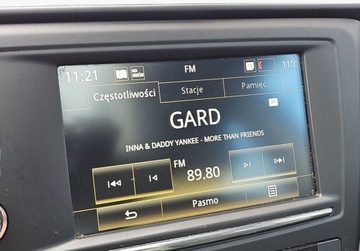 11:21 FM 11°C
Częstotliwości Stacje Pamięć
GARD
INNA & DADDY YANKEE - MORE THAN FRIENDS
FM
89.80
Pasmo